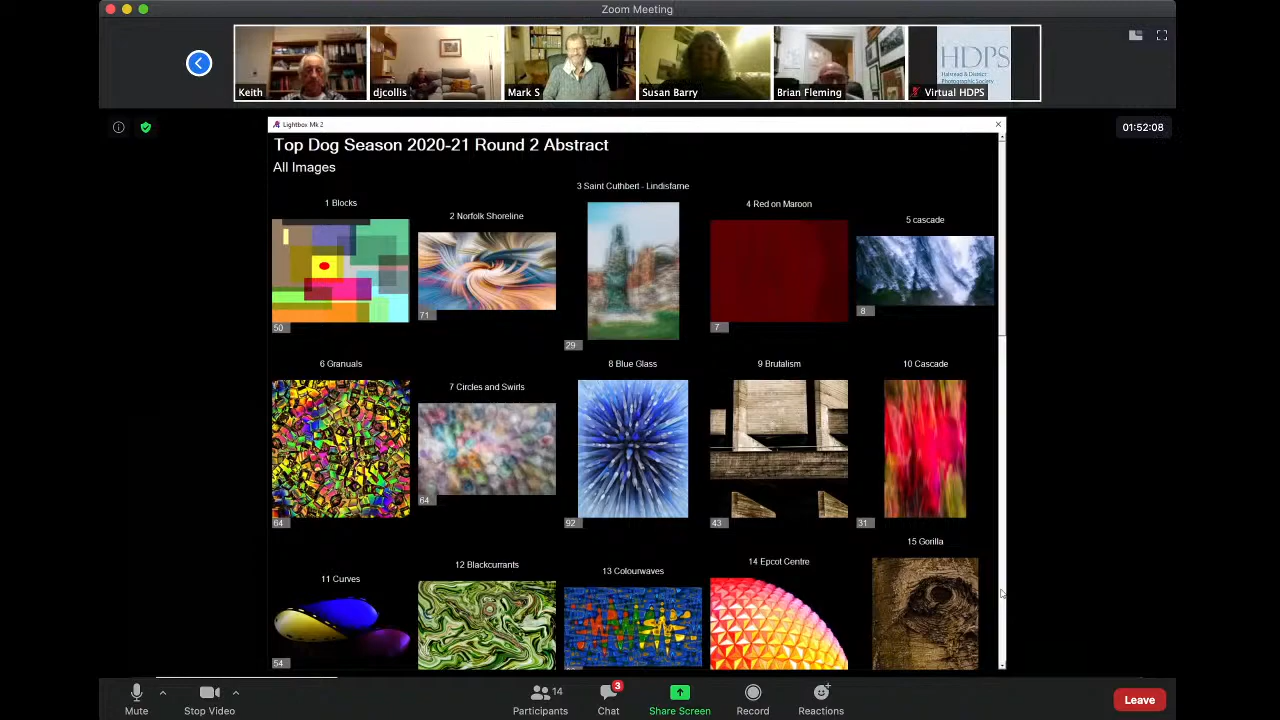 Zoom Meeting
Keith
djcollis
Mark S
Susan Barry
Brian Fleming
HDPS
Halstead & District
Photographic Society
Virtual HDPS
01:52:08
Lightbox Mk 2
Top Dog Season 2020-21 Round 2 Abstract
All Images
1 Blocks
2 Norfolk Shoreline
3 Saint Cuthbert - Lindisfarne
4 Red on Maroon
5 cascade
50
71
29
7
8
6 Granuals
7 Circles and Swirls
8 Blue Glass
9 Brutalism
10 Cascade
64
64
92
43
31
11 Curves
12 Blackcurrants
13 Colourwaves
14 Epcot Centre
15 Gorilla
54
Mute
Stop Video
14
Participants
3
Chat
Share Screen
Record
Reactions
Leave